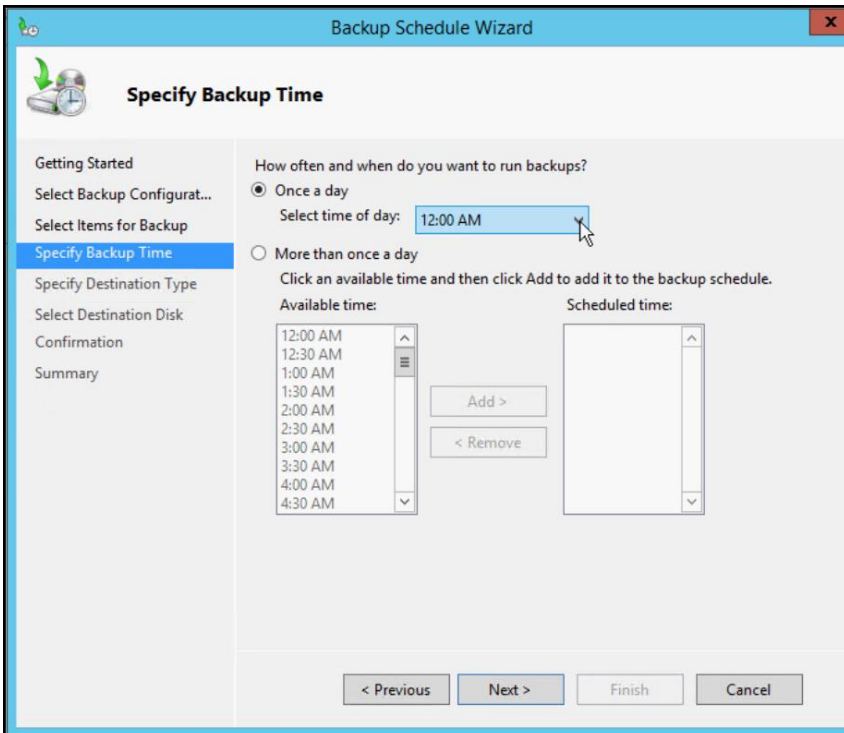 Backup Schedule Wizard
x
Specify Backup Time
Getting Started
Select Backup Configurat...
Select Items for Backup
Specify Backup Time
Specify Destination Type
Select Destination Disk
Confirmation
Summary
How often and when do you want to run backups?
Once a day
Select time of day: 12:00 AM
More than once a day
Click an available time and then click Add to add it to the backup schedule.
Available time: Scheduled time:
12:00 AM
12:30 AM
1:00 AM
1:30 AM
2:00 AM
2:30 AM
3:00 AM
3:30 AM
4:00 AM
4:30 AM
Add >
< Remove
< Previous Next > Finish Cancel